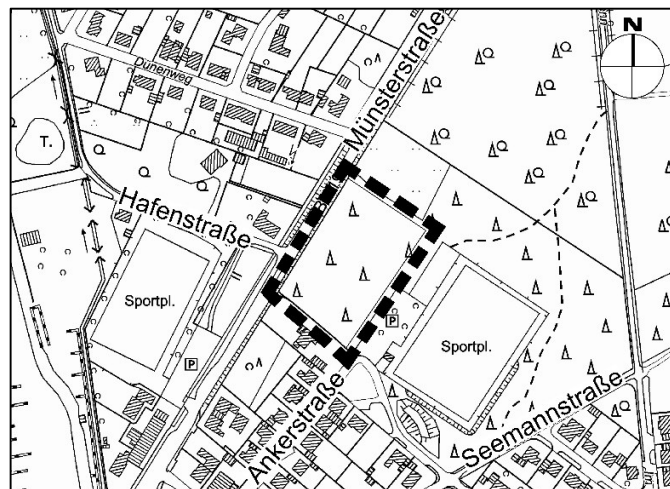 N
Dünenweg
Münsterstraße
T.
Hafenstraße
Sportpl.
P
Sportpl.
P
Ankerstraße
Seemannstraße